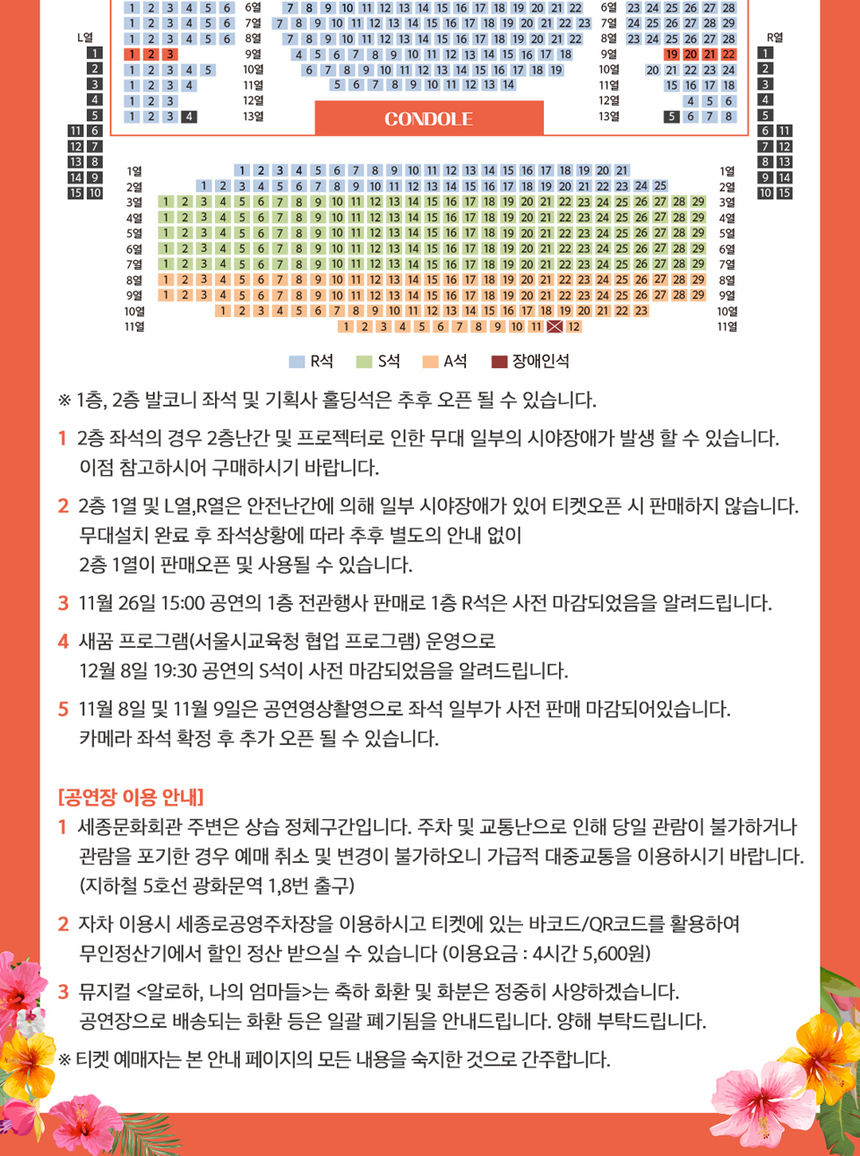 1 2 3 4 5 6 6열 7 8 9 10 11 12 13 14 15 16 17 18 19 20 21 22 6열 23 24 25 26 27 28
1 2 3 4 5 6 7열 7 8 9 10 11 12 13 14 15 16 17 18 19 20 21 22 23 7열 24 25 26 27 28 29
1 2 3 4 5 6 8열 7 8 9 10 11 12 13 14 15 16 17 18 19 20 21 22 8열 23 24 25 26 27 28
L열 R열
1 1 2 3 9열 4 5 6 7 8 9 10 11 12 13 14 15 16 17 18 9열 19 20 21 22 1
2 1 2 3 4 5 10열 6 7 8 9 10 11 12 13 14 15 16 17 18 19 10열 20 21 22 23 24 2
3 1 2 3 4 11열 5 6 7 8 9 10 11 12 13 14 11열 15 16 17 18 3
4 1 2 3 12열 12열 4 5 6 4
5 1 2 3 4 13열 CONDOLE 13열 5 6 7 8 5
11 6 6 11
12 7 7 12
13 8 8 13
14 9 9 14
15 10 10 15
1열 1 2 3 4 5 6 7 8 9 10 11 12 13 14 15 16 17 18 19 20 21 1열
2열 1 2 3 4 5 6 7 8 9 10 11 12 13 14 15 16 17 18 19 20 21 22 23 24 25 2열
3열 1 2 3 4 5 6 7 8 9 10 11 12 13 14 15 16 17 18 19 20 21 22 23 24 25 26 27 28 29 3열
4열 1 2 3 4 5 6 7 8 9 10 11 12 13 14 15 16 17 18 19 20 21 22 23 24 25 26 27 28 29 4열
5열 1 2 3 4 5 6 7 8 9 10 11 12 13 14 15 16 17 18 19 20 21 22 23 24 25 26 27 28 29 5열
6열 1 2 3 4 5 6 7 8 9 10 11 12 13 14 15 16 17 18 19 20 21 22 23 24 25 26 27 28 29 6열
7열 1 2 3 4 5 6 7 8 9 10 11 12 13 14 15 16 17 18 19 20 21 22 23 24 25 26 27 28 29 7열
8열 1 2 3 4 5 6 7 8 9 10 11 12 13 14 15 16 17 18 19 20 21 22 23 24 25 26 27 28 29 8열
9열 1 2 3 4 5 6 7 8 9 10 11 12 13 14 15 16 17 18 19 20 21 22 23 24 25 26 27 28 29 9열
10열 1 2 3 4 5 6 7 8 9 10 11 12 13 14 15 16 17 18 19 20 21 22 23 10열
11열 1 2 3 4 5 6 7 8 9 10 11 12 11열
R석 S석 A석 장애인석
※ 1층, 2층 발코니 좌석 및 기획사 홀딩석은 추후 오픈 될 수 있습니다.
1 2층 좌석의 경우 2층난간 및 프로젝터로 인한 무대 일부의 시야장애가 발생 할 수 있습니다.
이점 참고하시어 구매하시기 바랍니다.
2 2층 1열 및 L열,R열은 안전난간에 의해 일부 시야장애가 있어 티켓오픈 시 판매하지 않습니다.
무대설치 완료 후 좌석상황에 따라 추후 별도의 안내 없이
2층 1열이 판매오픈 및 사용될 수 있습니다.
3 11월 26일 15:00 공연의 1층 전관행사 판매로 1층 R석은 사전 마감되었음을 알려드립니다.
4 새꿈 프로그램(서울시교육청 협업 프로그램) 운영으로
12월 8일 19:30 공연의 S석이 사전 마감되었음을 알려드립니다.
5 11월 8일 및 11월 9일은 공연영상촬영으로 좌석 일부가 사전 판매 마감되어있습니다.
카메라 좌석 확정 후 추가 오픈 될 수 있습니다.
[공연장 이용 안내]
1 세종문화회관 주변은 상습 정체구간입니다. 주차 및 교통난으로 인해 당일 관람이 불가하거나
관람을 포기한 경우 예매 취소 및 변경이 불가하오니 가급적 대중교통을 이용하시기 바랍니다.
(지하철 5호선 광화문역 1,8번 출구)
2 자차 이용시 세종로공영주차장을 이용하시고 티켓에 있는 바코드/QR코드를 활용하여
무인정산기에서 할인 정산 받으실 수 있습니다 (이용요금 : 4시간 5,600원)
3 뮤지컬 <알로하, 나의 엄마들>는 축하 화환 및 화분은 정중히 사양하겠습니다.
공연장으로 배송되는 화환 등은 일괄 폐기됨을 안내드립니다. 양해 부탁드립니다.
※ 티켓 예매자는 본 안내 페이지의 모든 내용을 숙지한 것으로 간주합니다.